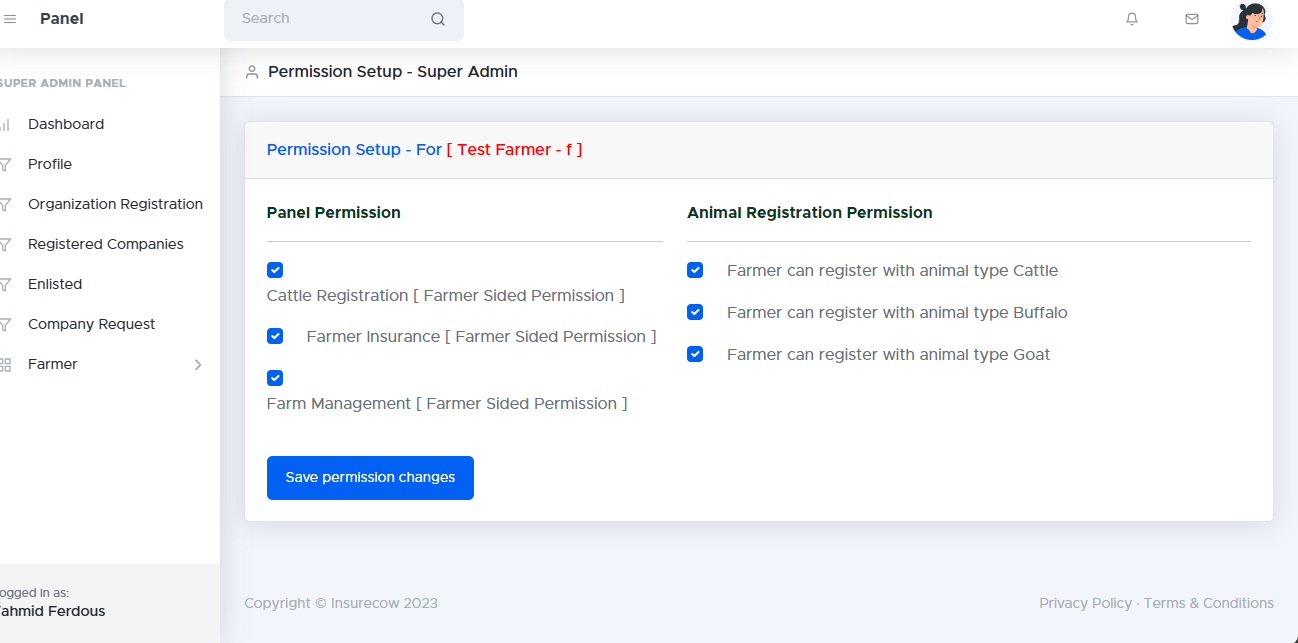 Panel
Search
SUPER ADMIN PANEL
Dashboard
Profile
Organization Registration
Registered Companies
Enlisted
Company Request
Farmer
ogged in as:
ahmid Ferdous
Permission Setup - Super Admin
Permission Setup - For [ Test Farmer - f ]
Panel Permission
Cattle Registration [ Farmer Sided Permission ]
Farmer Insurance [ Farmer Sided Permission ]
Farm Management [ Farmer Sided Permission ]
Animal Registration Permission
Farmer can register with animal type Cattle
Farmer can register with animal type Buffalo
Farmer can register with animal type Goat
Save permission changes
Copyright © Insurecow 2023
Privacy Policy · Terms & Conditions